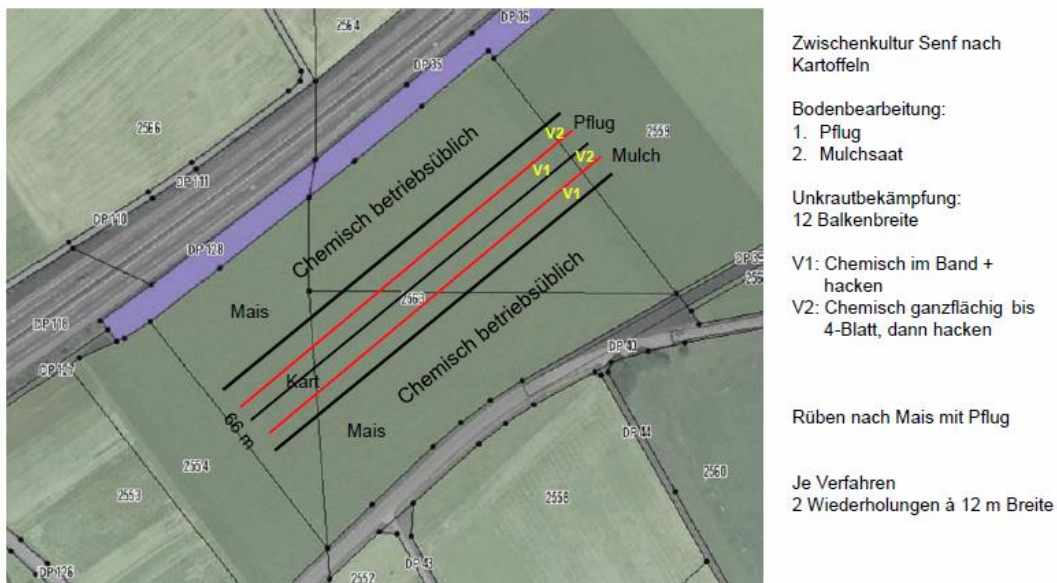 DP 36
2564
DP 35
2566
Pflug
2559
V2
Mulch
DP 111
V2
V1
V1
DP 110
Chemisch betriebsüblich
DP 128
2563
Mais
DP 118
Chemisch betriebsüblich
DP 40
DP 127
Kart
66 m
Mais
DP 44
2554
2560
2553
2558
DP 43
DP 126
2552
Zwischenkultur Senf nach
Kartoffeln
Bodenbearbeitung:
1. Pflug
2. Mulchsaat
Unkrautbekämpfung:
12 Balkenbreite
V1: Chemisch im Band +
hacken
V2: Chemisch ganzflächig bis
4-Blatt, dann hacken
Rüben nach Mais mit Pflug
Je Verfahren
2 Wiederholungen à 12 m Breite